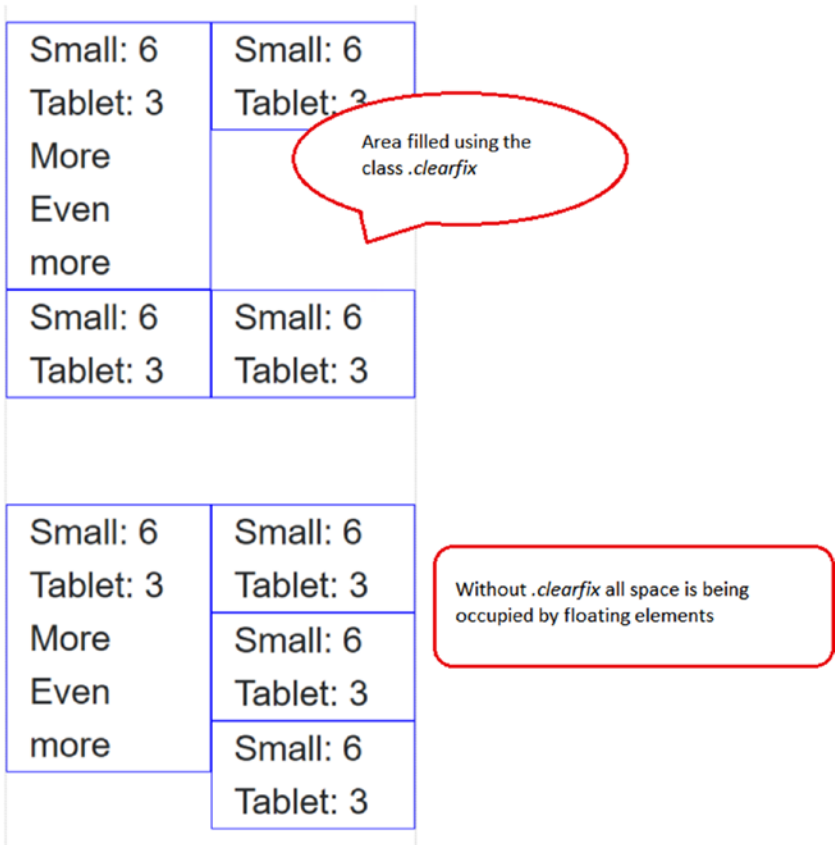 Small: 6
Tablet: 3
More
Even
more
Small: 6
Tablet: 3
Area filled using the
class .clearfix
Small: 6
Tablet: 3
Small: 6
Tablet: 3
Small: 6
Tablet: 3
More
Even
more
Small: 6
Tablet: 3
Small: 6
Tablet: 3
Small: 6
Tablet: 3
Without .clearfix all space is being
occupied by floating elements